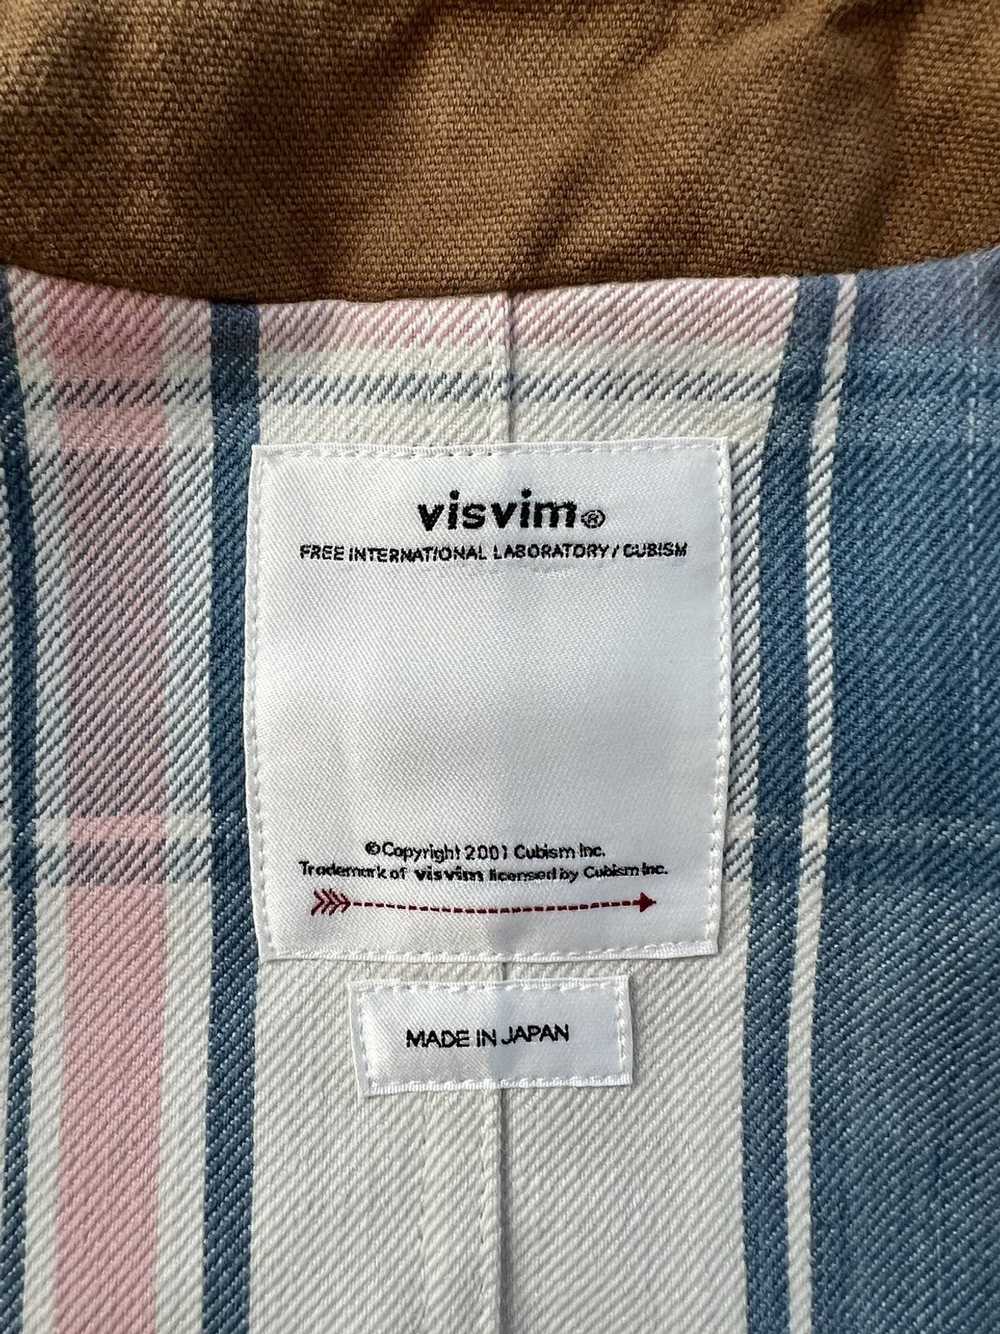 visvim®
FREE INTERNATIONAL LABORATORY / CUBISM
©Copyright 2001 Cubism Inc.
Trademark of visvim licensed by Cubism Inc.
MADE IN JAPAN